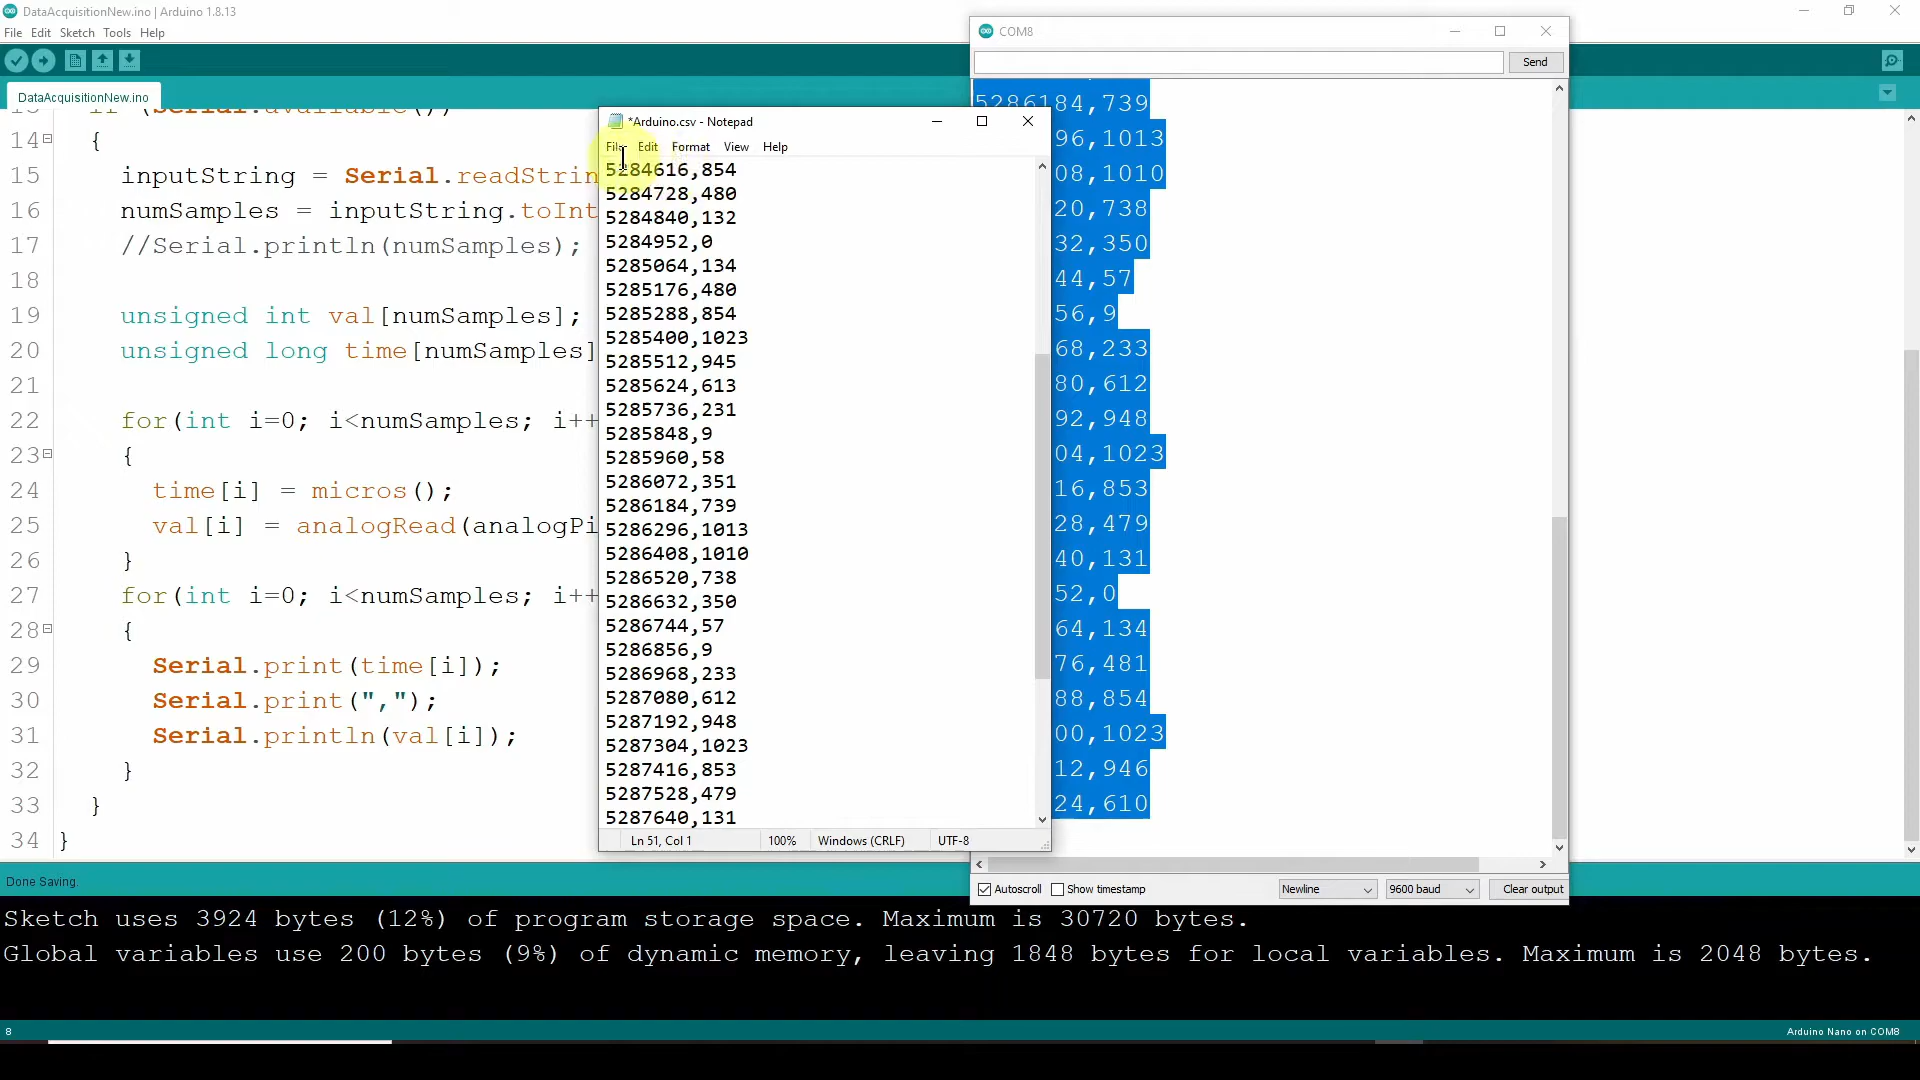 DataAcquisitionNew.ino | Arduino 1.8.13
File Edit Sketch Tools Help
DataAcquisitionNew.ino
14 {
15 inputString =
16 numSamples = inputString.toInt
17 //Serial.println(numSamples);
18
19 unsigned int val[numSamples];
20 unsigned long time[numSamples]
21
22 for(int i=0; i<numSamples; i++
23 {
24 time[i] = micros();
25 val[i] = analogRead(
26 }
27 for(int i=0; i<numSamples; i++
28 {
29 Serial.print(time[i]);
30 Serial.print(",");
31 Serial.println(val[i]);
32 }
33 }
34 }
*Arduino.csv - Notepad
File Edit Format View Help
5284616,854
5284728,480
5284840,132
5284952,0
5285064,134
5285176,480
5285288,854
5285400,1023
5285512,945
5285624,613
5285736,231
5285848,9
5285960,58
5286072,351
5286184,739
5286296,1013
5286408,1010
5286520,738
5286632,350
5286744,57
5286856,9
5286968,233
5287080,612
5287192,948
5287304,1023
5287416,853
5287528,479
5287640,131
Ln 51, Col 1 100% Windows (CRLF) UTF-8
COM8
Send
5286184,739
96,1013
08,1010
20,738
32,350
44,57
56,9
68,233
80,612
92,948
04,1023
16,853
28,479
40,131
52,0
64,134
76,481
88,854
00,1023
12,946
24,610
Autoscroll Show timestamp Newline 9600 baud Clear output
Done Saving.
Sketch uses 3924 bytes (12%) of program storage space. Maximum is 30720 bytes.
Global variables use 200 bytes (9%) of dynamic memory, leaving 1848 bytes for local variables. Maximum is 2048 bytes.
8 Arduino Nano on COM8